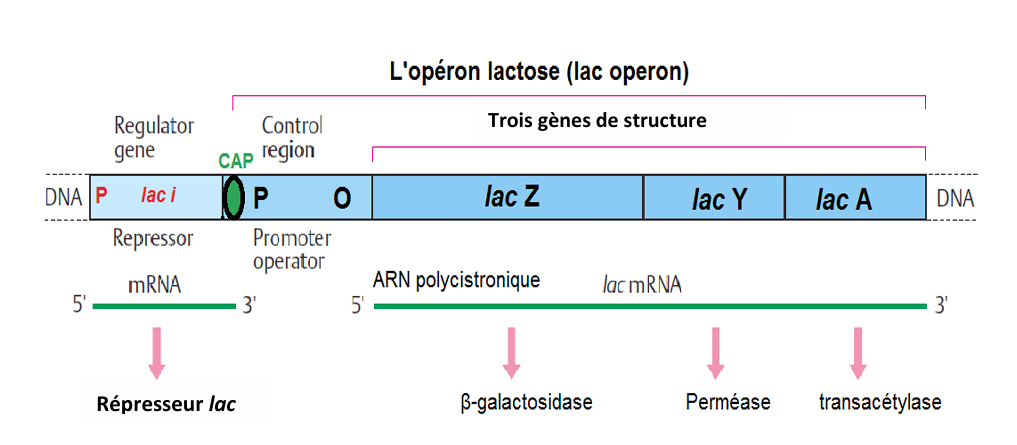 L'opéron lactose (lac operon)
Trois gènes de structure
Regulator
gene
Control
region
CAP
DNA
P
lac i
P
O
lac Z
lac Y
lac A
DNA
Repressor
Promoter
operator
mRNA
ARN polycistronique
lac mRNA
5'
3'
5'
3'
Répresseur lac
β-galactosidase
Perméase
transacétylase